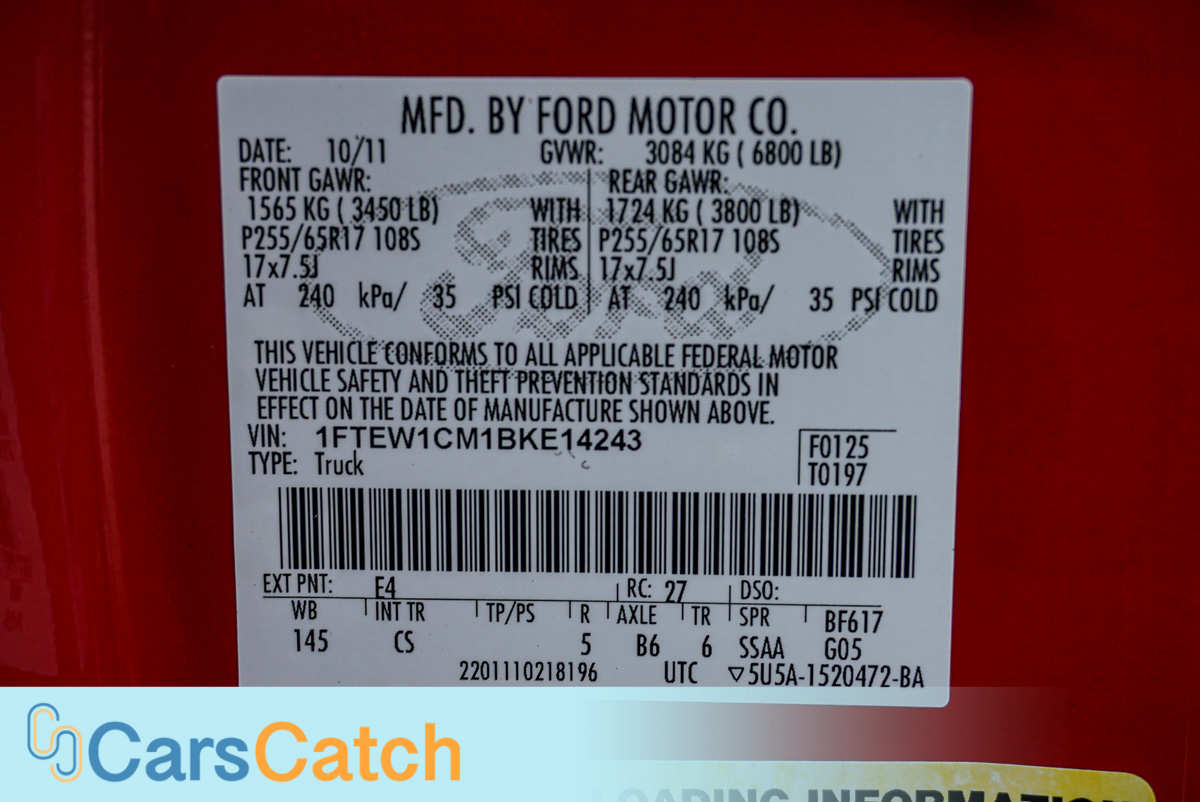 MFD. BY FORD MOTOR CO.
DATE: 10/11 GVWR: 3084 KG ( 6800 LB)
FRONT GAWR: REAR GAWR:
1565 KG ( 3450 LB) WITH 1724 KG ( 3800 LB) WITH
P255/65R17 108S TIRES P255/65R17 108S TIRES
17x7.5J RIMS 17x7.5J RIMS
AT 240 kPa/ 35 PSI COLD AT 240 kPa/ 35 PSI COLD
Ford
THIS VEHICLE CONFORMS TO ALL APPLICABLE FEDERAL MOTOR
VEHICLE SAFETY AND THEFT PREVENTION STANDARDS IN
EFFECT ON THE DATE OF MANUFACTURE SHOWN ABOVE.
VIN: 1FTEW1CM1BKE14243
TYPE: Truck
F0125
T0197
EXT PNT: E4 RC: 27 DSO:
WB INT TR TP/PS R AXLE TR SPR BF617
145 CS 5 B6 6 SSAA G05
2201110218196 UTC ▽5U5A-1520472-BA
CarsCatch
LOADING INFORMATION